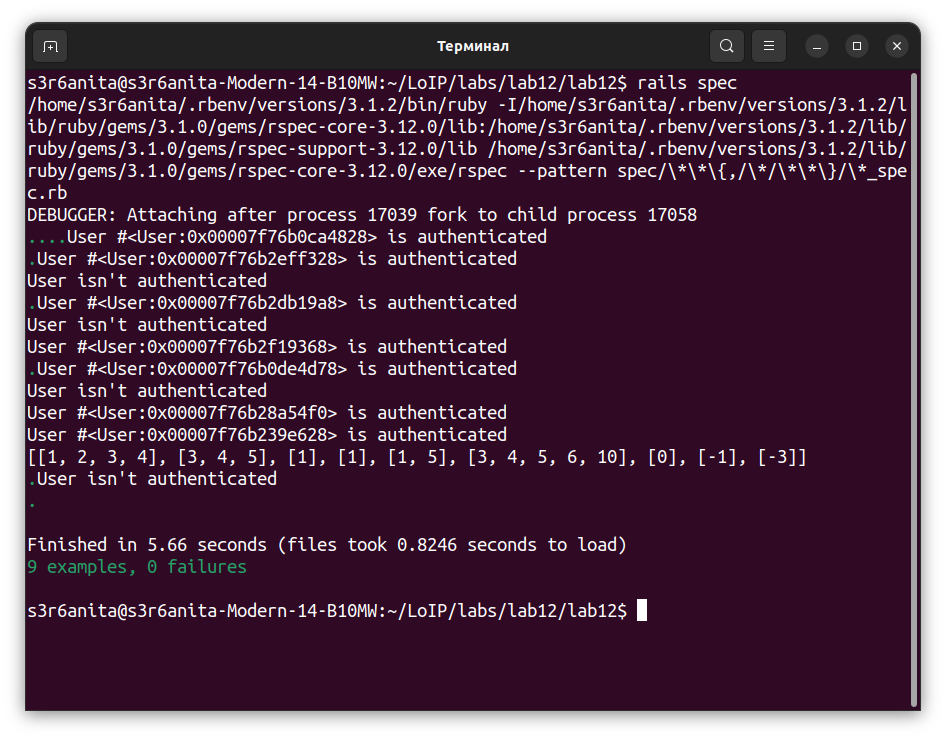 Терминал
s3r6anita@s3r6anita-Modern-14-B10MW:~/LoIP/labs/lab12/lab12$ rails spec
/home/s3r6anita/.rbenv/versions/3.1.2/bin/ruby -I/home/s3r6anita/.rbenv/versions/3.1.2/l
ib/ruby/gems/3.1.0/gems/rspec-core-3.12.0/lib:/home/s3r6anita/.rbenv/versions/3.1.2/lib/
ruby/gems/3.1.0/gems/rspec-support-3.12.0/lib /home/s3r6anita/.rbenv/versions/3.1.2/lib/
ruby/gems/3.1.0/gems/rspec-core-3.12.0/exe/rspec --pattern spec/\*\*\{,/\*/\*\*\}/\*_spe
c.rb
DEBUGGER: Attaching after process 17039 fork to child process 17058
....User #<User:0x00007f76b0ca4828> is authenticated
.User #<User:0x00007f76b2eff328> is authenticated
User isn't authenticated
.User #<User:0x00007f76b2db19a8> is authenticated
User isn't authenticated
User #<User:0x00007f76b2f19368> is authenticated
.User #<User:0x00007f76b0de4d78> is authenticated
User isn't authenticated
User #<User:0x00007f76b28a54f0> is authenticated
User #<User:0x00007f76b239e628> is authenticated
[[1, 2, 3, 4], [3, 4, 5], [1], [1], [1, 5], [3, 4, 5, 6, 10], [0], [-1], [-3]]
.User isn't authenticated
.
Finished in 5.66 seconds (files took 0.8246 seconds to load)
9 examples, 0 failures
s3r6anita@s3r6anita-Modern-14-B10MW:~/LoIP/labs/lab12/lab12$